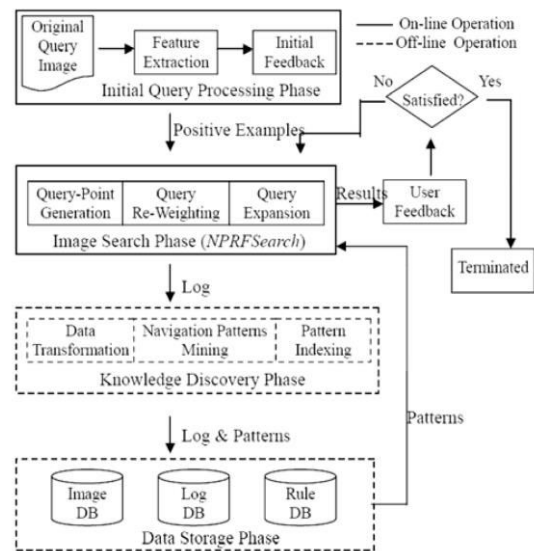 Original
Query
Image
Feature
Extraction
Initial
Feedback
Initial Query Processing Phase
On-line Operation
Off-line Operation
No
Satisfied?
Yes
Positive Examples
Query-Point
Generation
Query
Re-Weighting
Query
Expansion
Image Search Phase (NPRFSearch)
Results
User
Feedback
Terminated
Log
Data
Transformation
Navigation Patterns
Mining
Pattern
Indexing
Knowledge Discovery Phase
Patterns
Log & Patterns
Image
DB
Log
DB
Rule
DB
Data Storage Phase